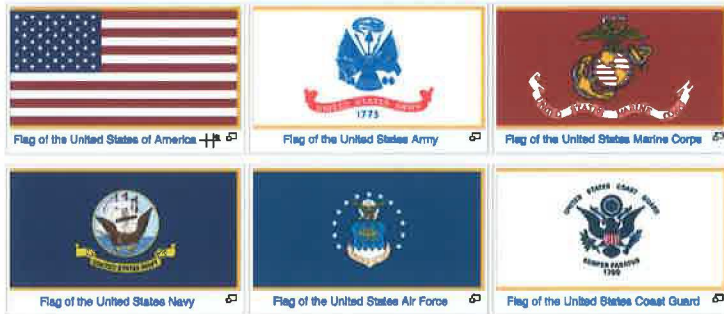 UNITED STATES ARMY
1775
UNITED STATES MARINE CORPS
Flag of the United States of America
Flag of the United States Army
Flag of the United States Marine Corps
UNITED STATES NAVY
UNITED STATES COAST GUARD
SEMPER PARATUS
1790
Flag of the United States Navy
Flag of the United States Air Force
Flag of the United States Coast Guard